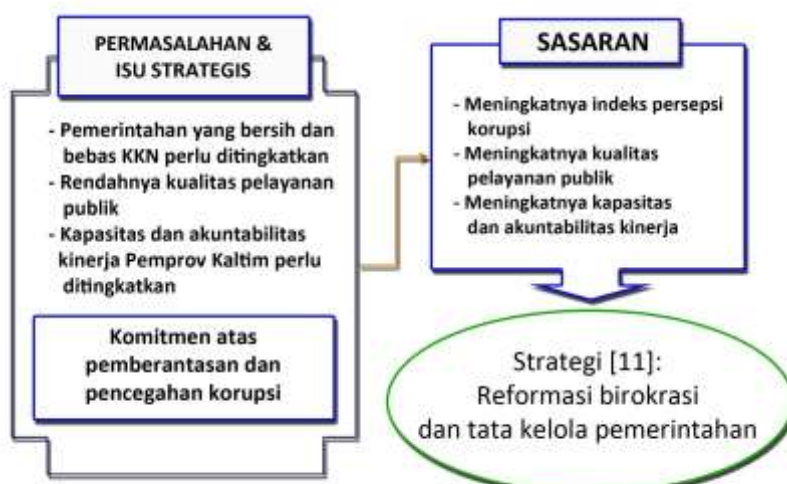 PERMASALAHAN &
ISU STRATEGIS
- Pemerintahan yang bersih dan
bebas KKN perlu ditingkatkan
- Rendahnya kualitas pelayanan
publik
- Kapasitas dan akuntabilitas
kinerja Pemprov Kaltim perlu
ditingkatkan
Komitmen atas
pemberantasan dan
pencegahan korupsi
SASARAN
- Meningkatnya indeks persepsi
korupsi
- Meningkatnya kualitas
pelayanan publik
- Meningkatnya kapasitas
dan akuntabilitas kinerja
Strategi [11]:
Reformasi birokrasi
dan tata kelola pemerintahan